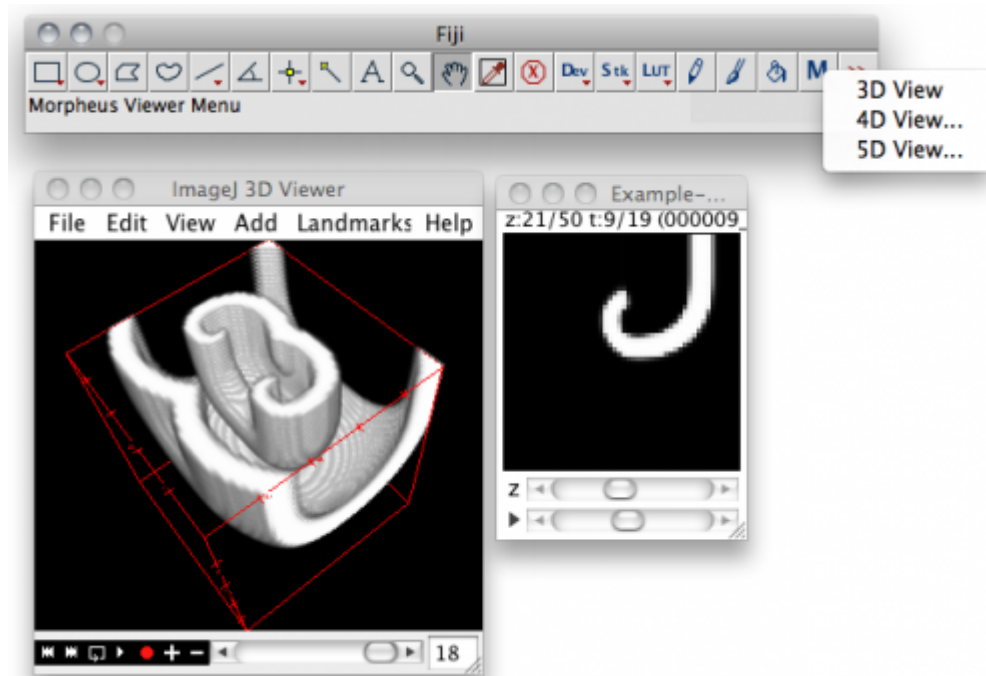 Fiji
A Dev Stk LUT M >>
Morpheus Viewer Menu
3D View
4D View...
5D View...
ImageJ 3D Viewer
File Edit View Add Landmarks Help
18
Example-...
z:21/50 t:9/19 (000009_
z